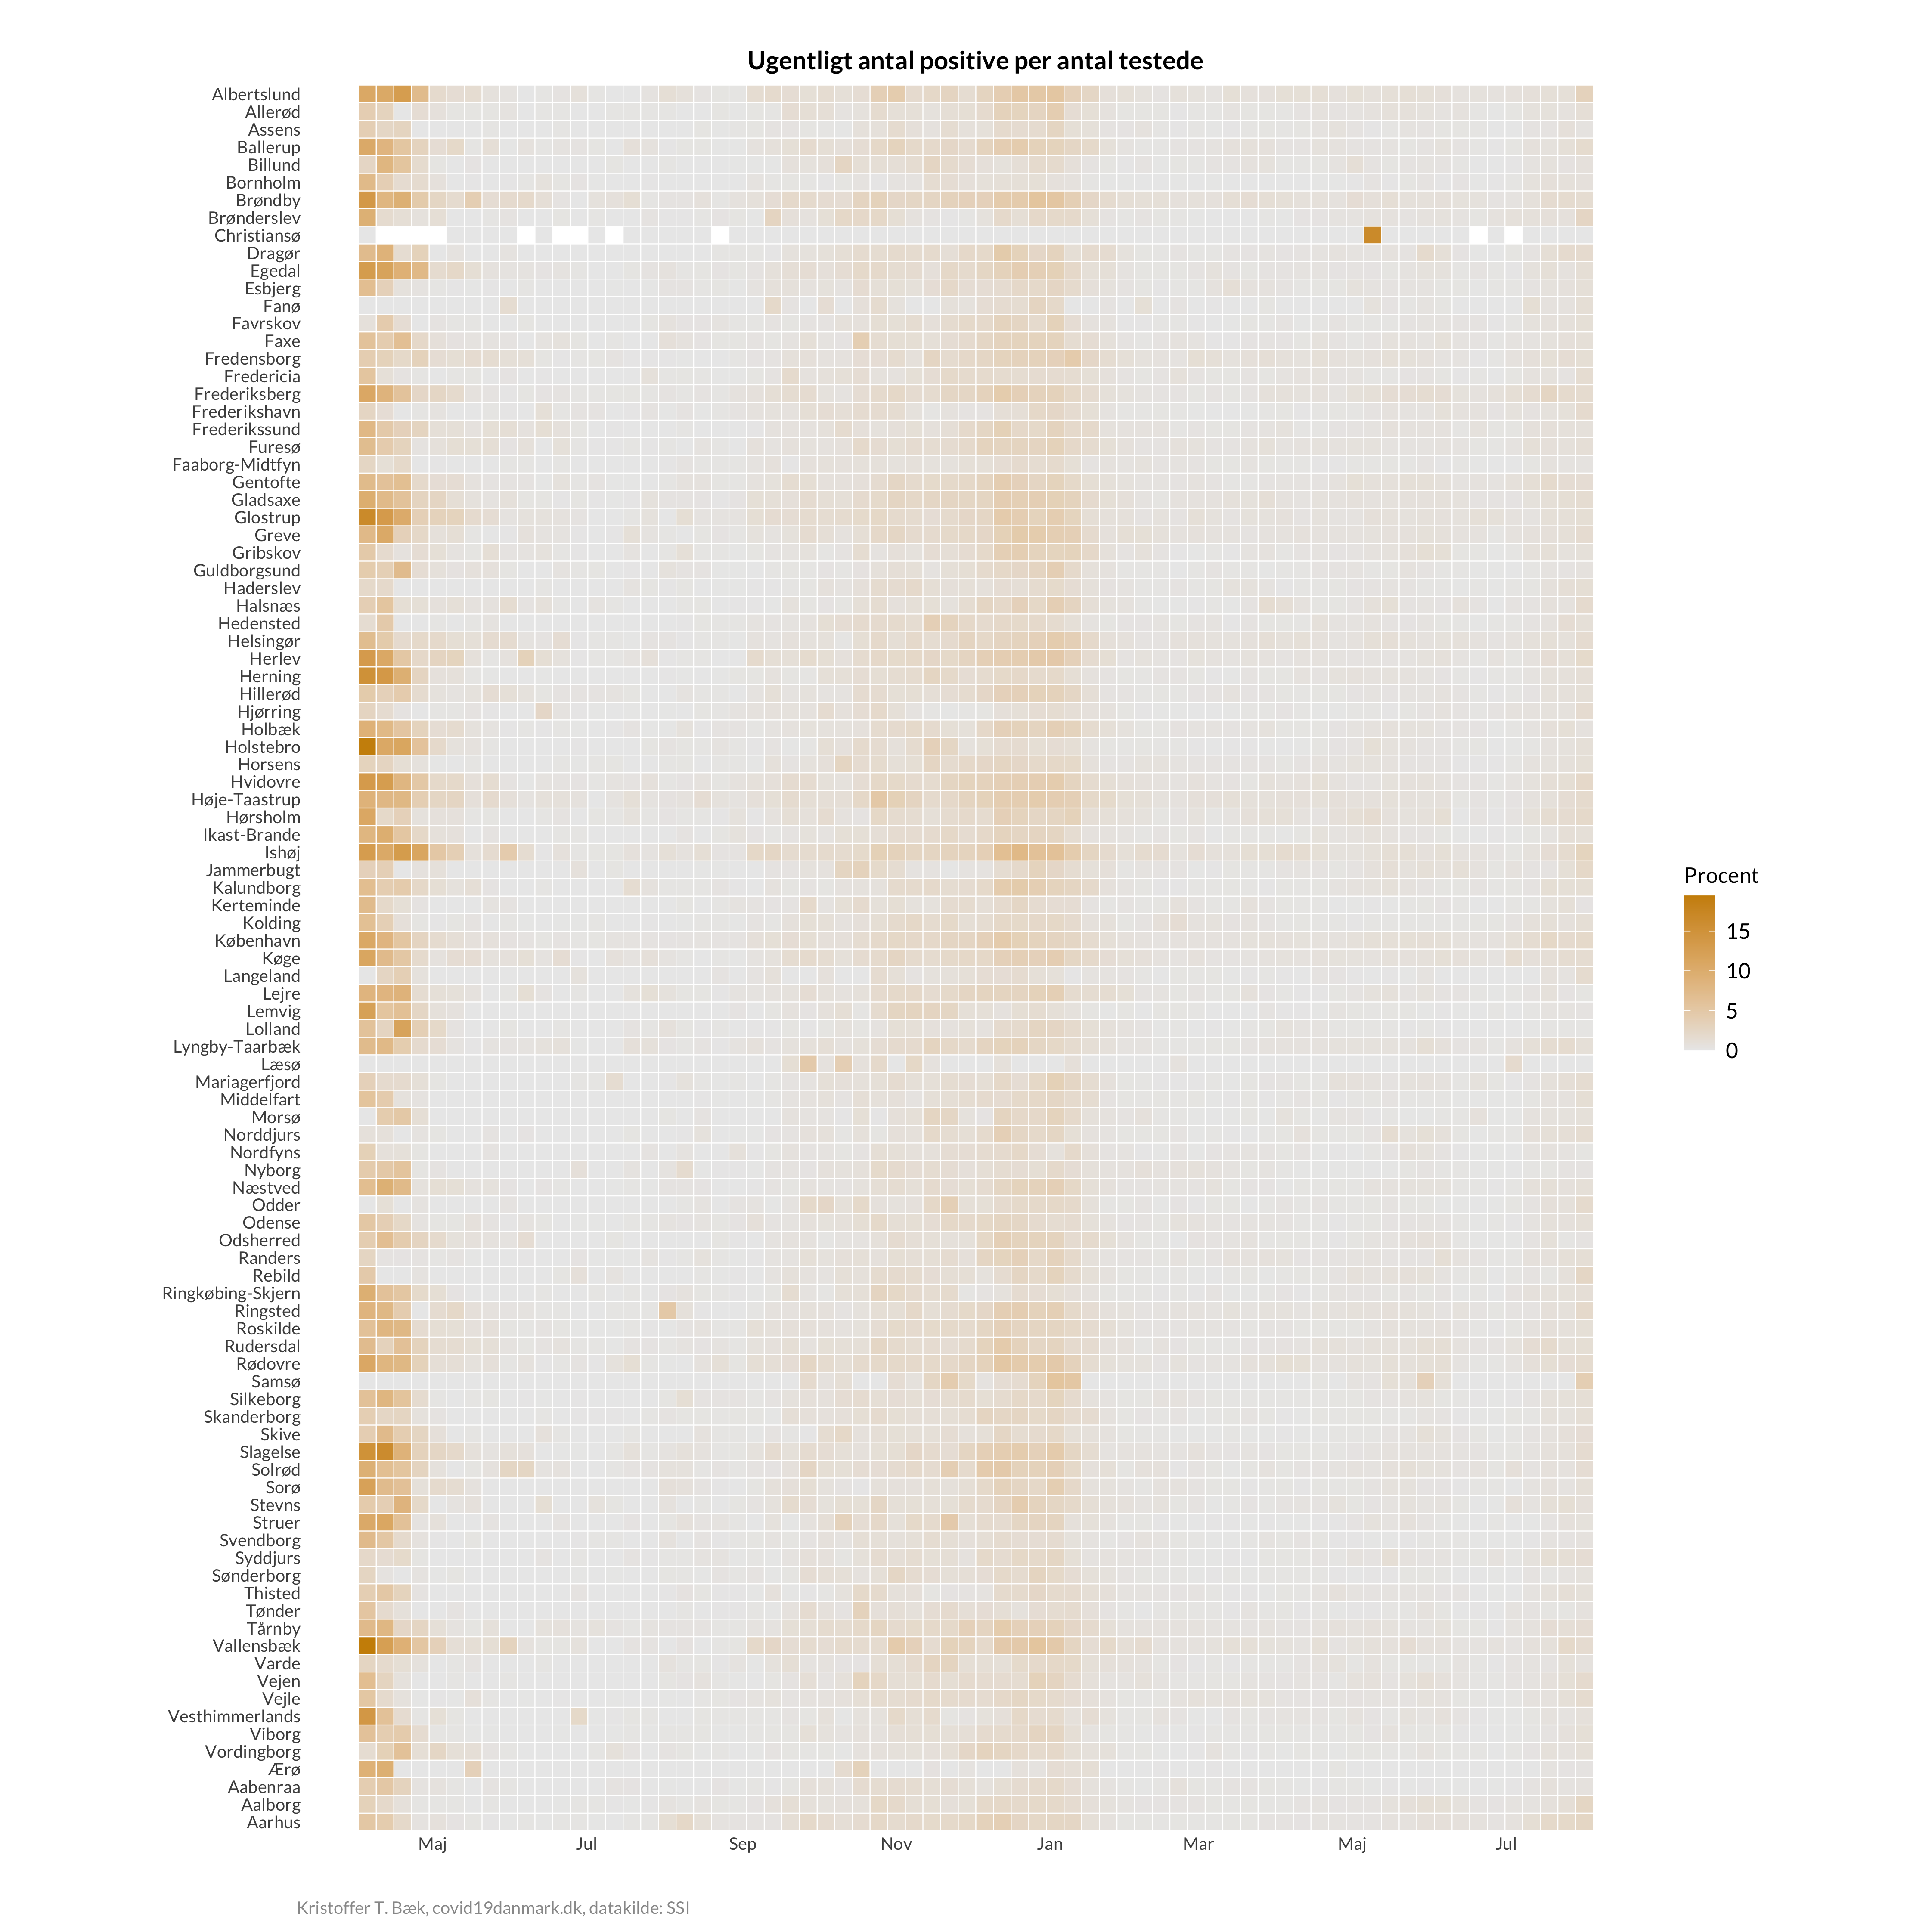 Ugentligt antal positive per antal testede
Albertslund
Allerød
Assens
Ballerup
Billund
Bornholm
Brøndby
Brønderslev
Christiansø
Dragør
Egedal
Esbjerg
Fanø
Favrskov
Faxe
Fredensborg
Fredericia
Frederiksberg
Frederikshavn
Frederikssund
Furesø
Faaborg-Midtfyn
Gentofte
Gladsaxe
Glostrup
Greve
Gribskov
Guldborgsund
Haderslev
Halsnæs
Hedensted
Helsingør
Herlev
Herning
Hillerød
Hjørring
Holbæk
Holstebro
Horsens
Hvidovre
Høje-Taastrup
Hørsholm
Ikast-Brande
Ishøj
Jammerbugt
Kalundborg
Kerteminde
Kolding
København
Køge
Langeland
Lejre
Lemvig
Lolland
Lyngby-Taarbæk
Læsø
Mariagerfjord
Middelfart
Morsø
Norddjurs
Nordfyns
Nyborg
Næstved
Odder
Odense
Odsherred
Randers
Rebild
Ringkøbing-Skjern
Ringsted
Roskilde
Rudersdal
Rødovre
Samsø
Silkeborg
Skanderborg
Skive
Slagelse
Solrød
Sorø
Stevns
Struer
Svendborg
Syddjurs
Sønderborg
Thisted
Tønder
Tårnby
Vallensbæk
Varde
Vejen
Vejle
Vesthimmerlands
Viborg
Vordingborg
Ærø
Aabenraa
Aalborg
Aarhus
Maj Jul Sep Nov Jan Mar Maj Jul
Procent
15
10
5
0
Kristoffer T. Bæk, covid19danmark.dk, datakilde: SSI